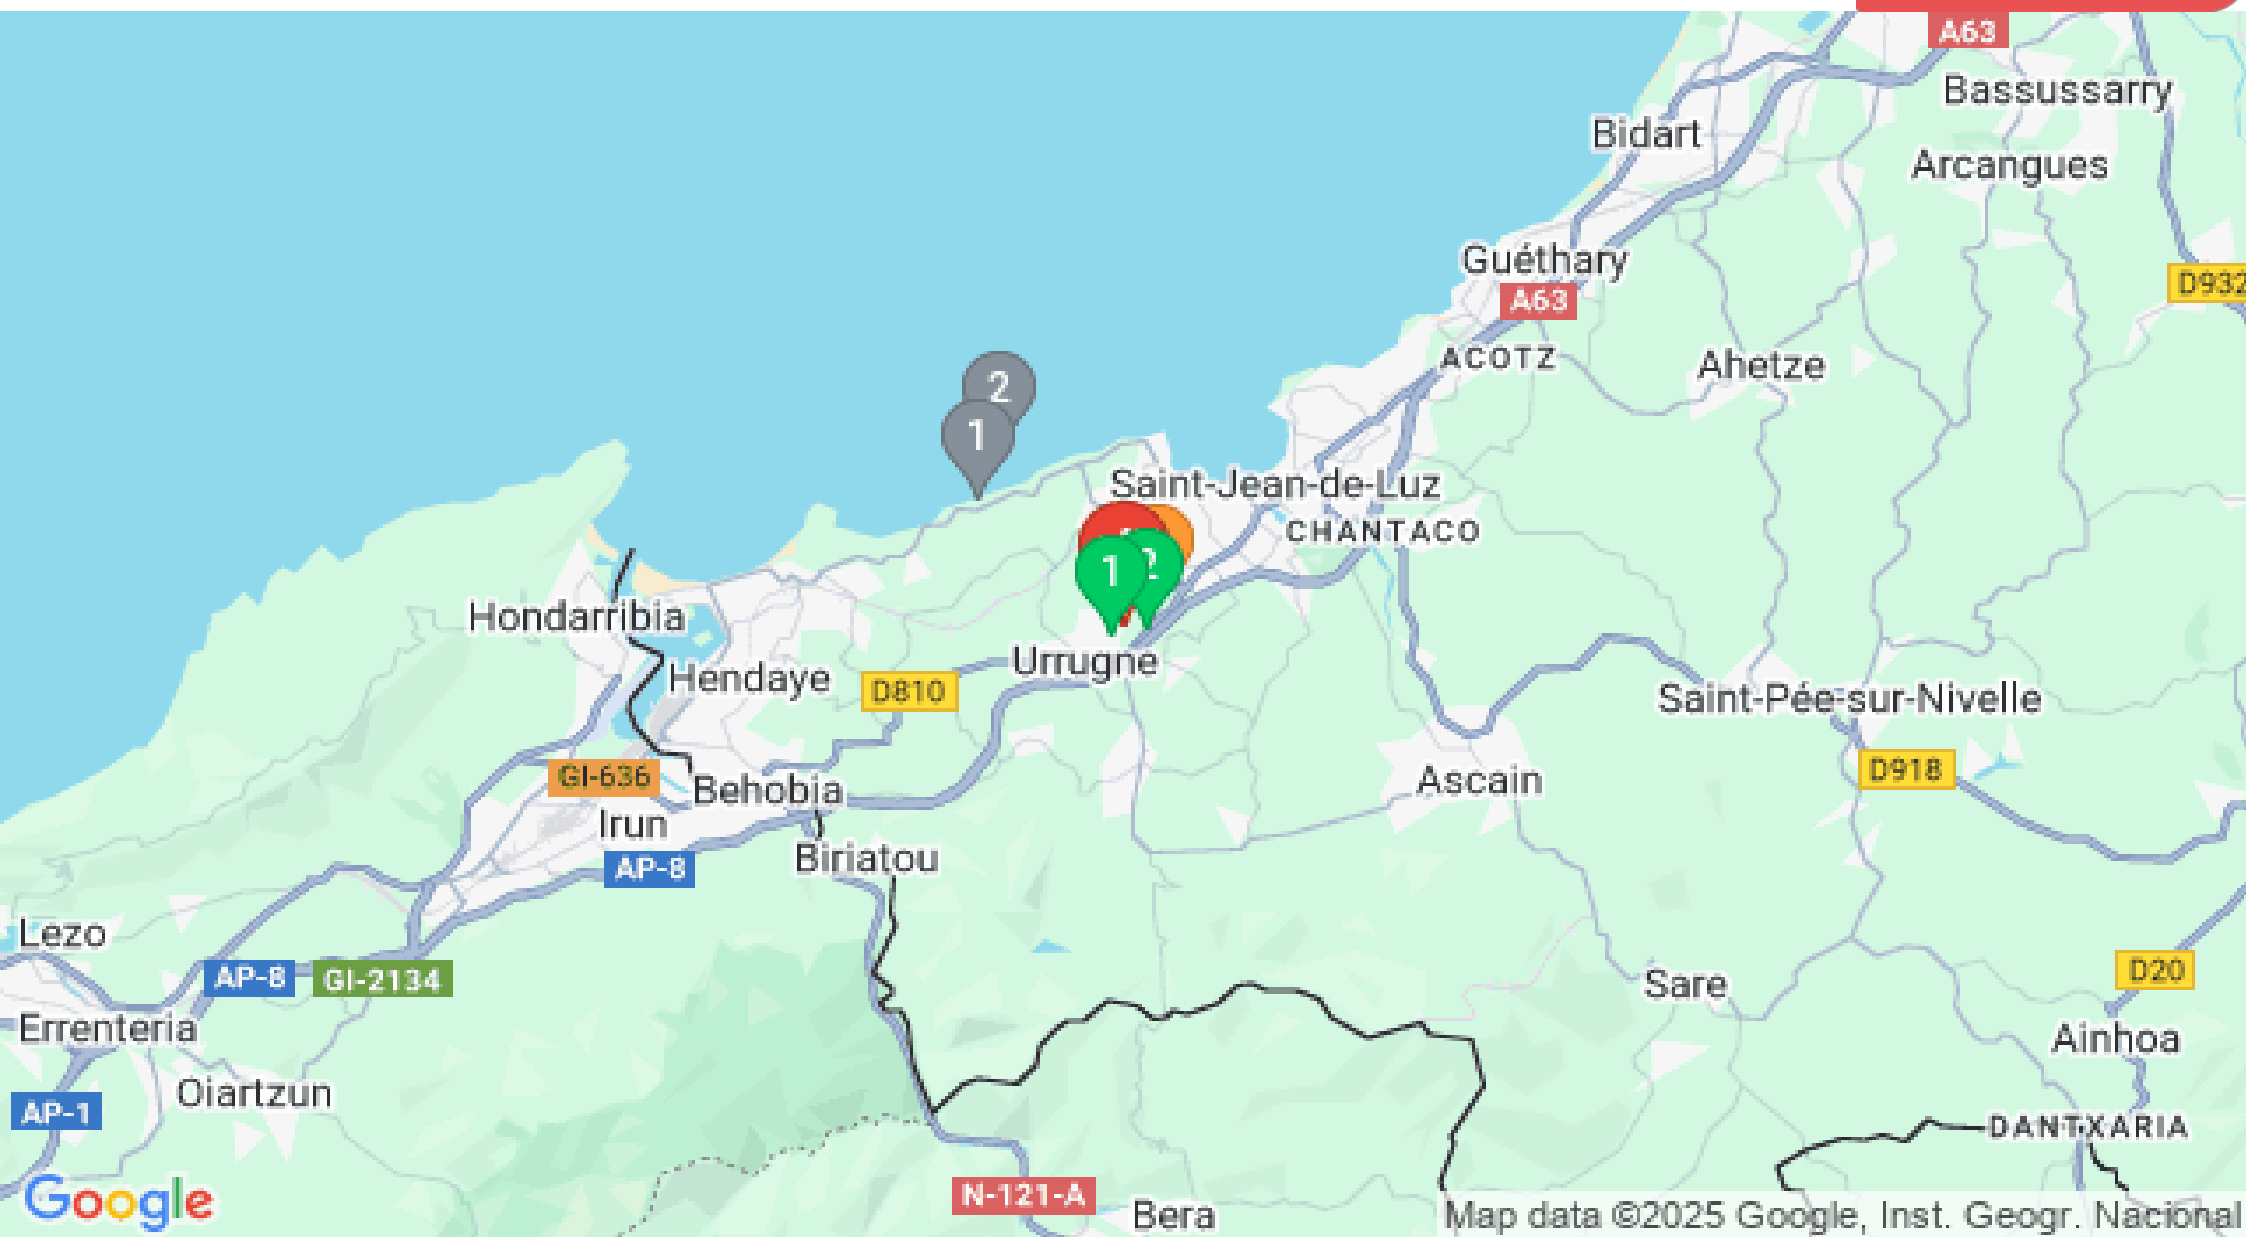 A63
Bassussarry
Bidart
Arcangues
Guéthary
A63
D932
ACOTZ
Ahetze
2
1
Saint-Jean-de-Luz
CHANTACO
1
2
Hondarribia
Urrugne
Hendaye
D810
Saint-Pée-sur-Nivelle
GI-636
Behobia
Ascain
D918
Irun
Biriatou
AP-8
Lezo
AP-8
GI-2134
D20
Sare
Errenteria
Ainhoa
Oiartzun
AP-1
DANTXARIA
Google
N-121-A
Bera
Map data ©2025 Google, Inst. Geogr. Nacional